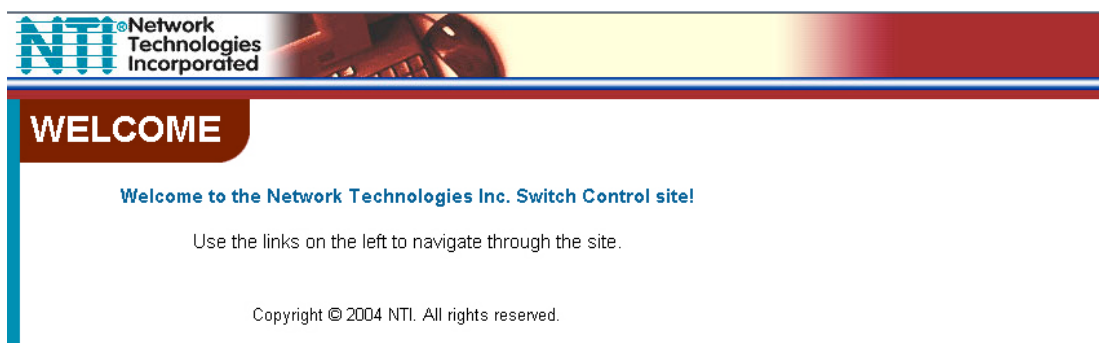 NTI®Network
Technologies
Incorporated
WELCOME
Welcome to the Network Technologies Inc. Switch Control site!
Use the links on the left to navigate through the site.
Copyright © 2004 NTI. All rights reserved.